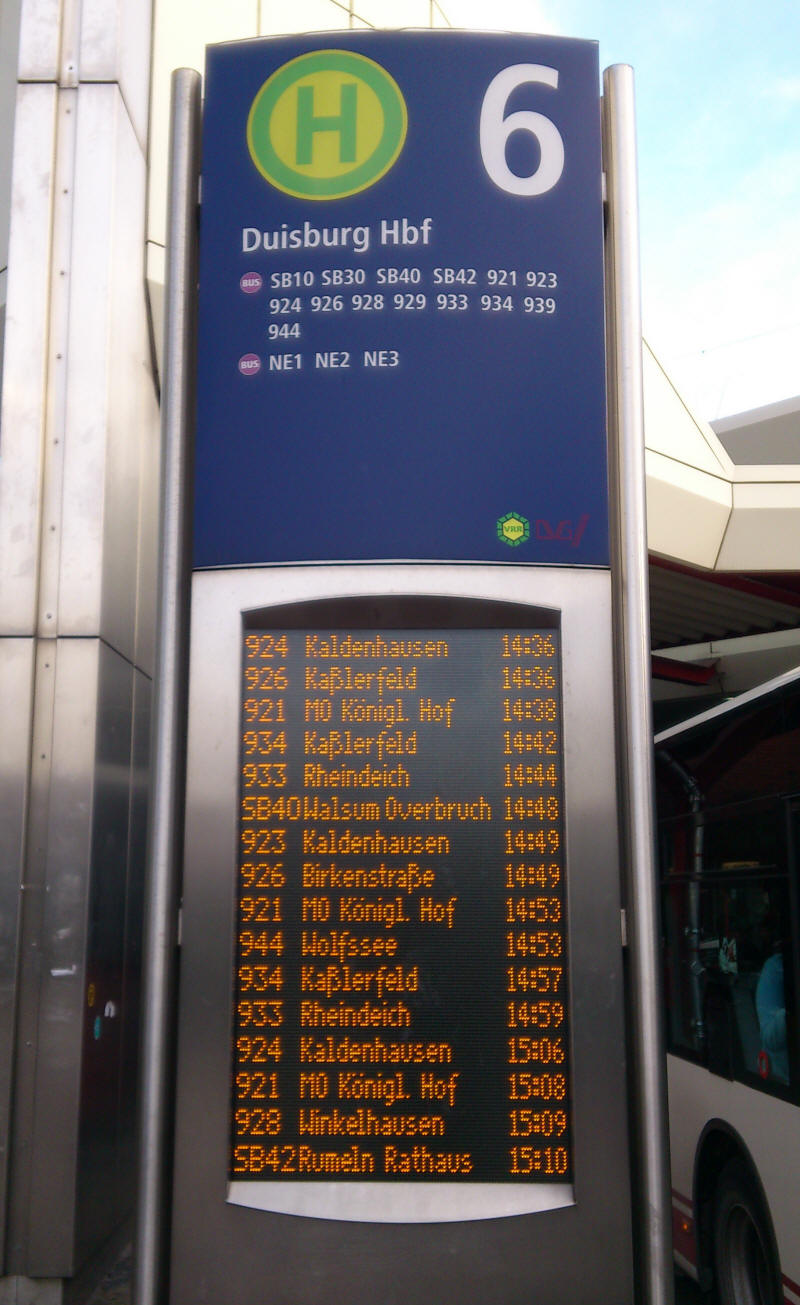 H
6
Duisburg Hbf
BUS SB10 SB30 SB40 SB42 921 923
924 926 928 929 933 934 939
944
BUS NE1 NE2 NE3
VRR DVG
924 Kaldenhausen 14:36
926 Kaßlerfeld 14:36
921 MO Königl. Hof 14:38
934 Kaßlerfeld 14:42
933 Rheindeich 14:44
SB40 Walsum Overbruch 14:48
923 Kaldenhausen 14:49
926 Birkenstraße 14:49
921 MO Königl. Hof 14:53
944 Wolfssee 14:53
934 Kaßlerfeld 14:57
933 Rheindeich 14:59
924 Kaldenhausen 15:06
921 MO Königl. Hof 15:08
928 Winkelhausen 15:09
SB42 Rumeln Rathaus 15:10